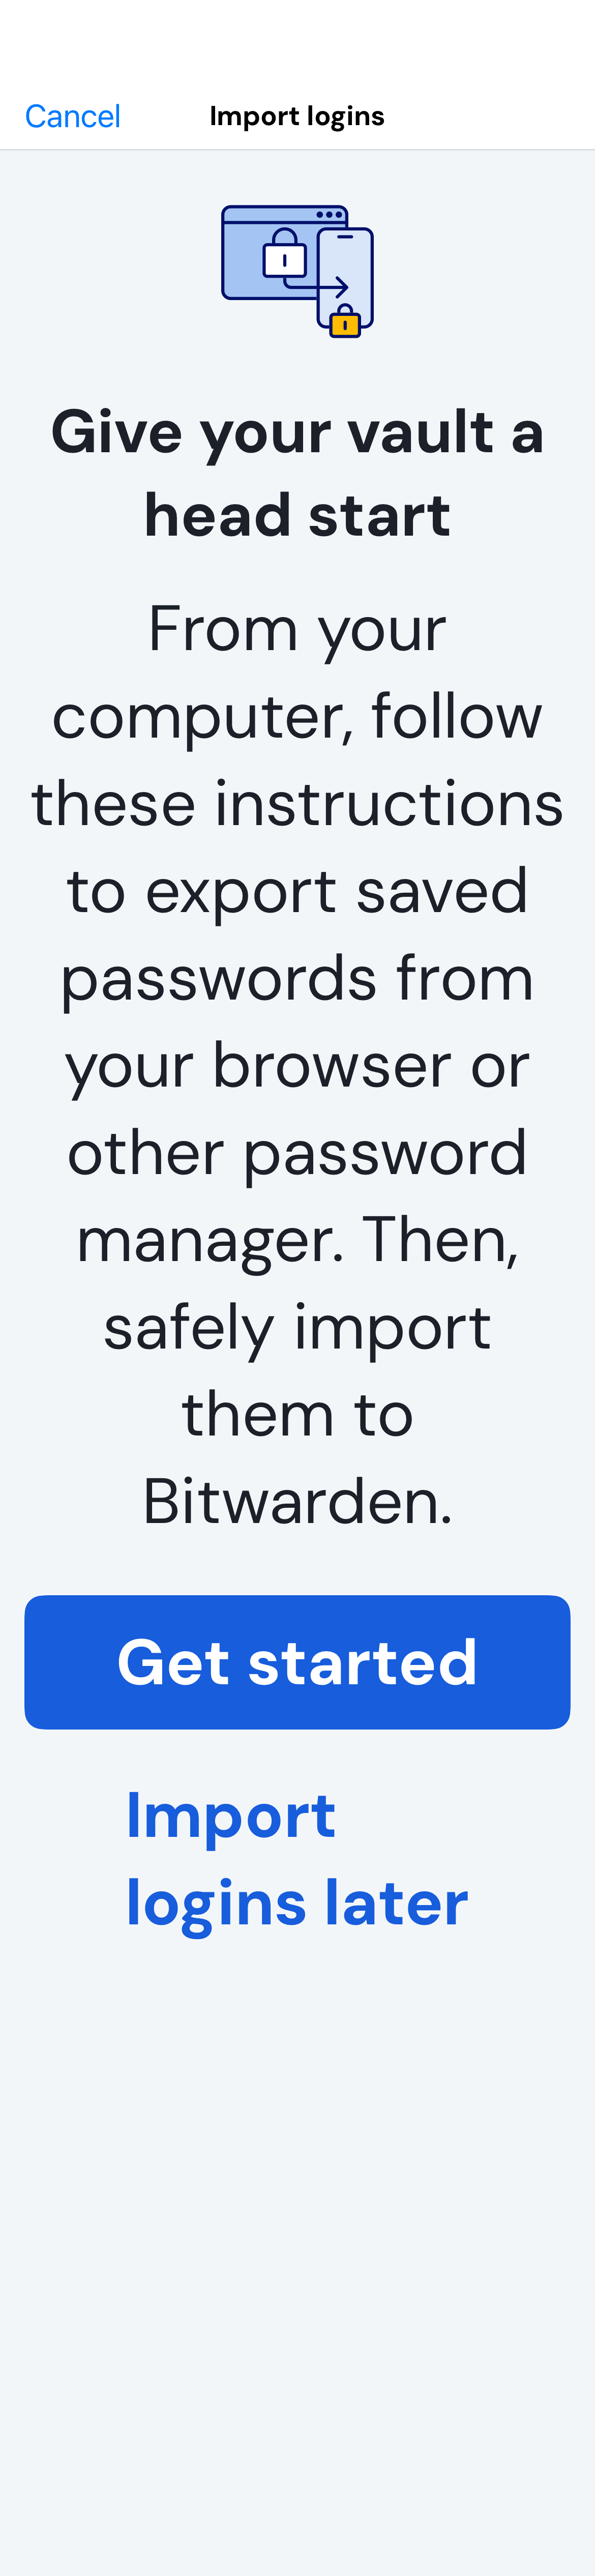 Cancel
Import logins
Give your vault a
head start
From your
computer, follow
these instructions
to export saved
passwords from
your browser or
other password
manager. Then,
safely import
them to
Bitwarden.
Get started
Import
logins later